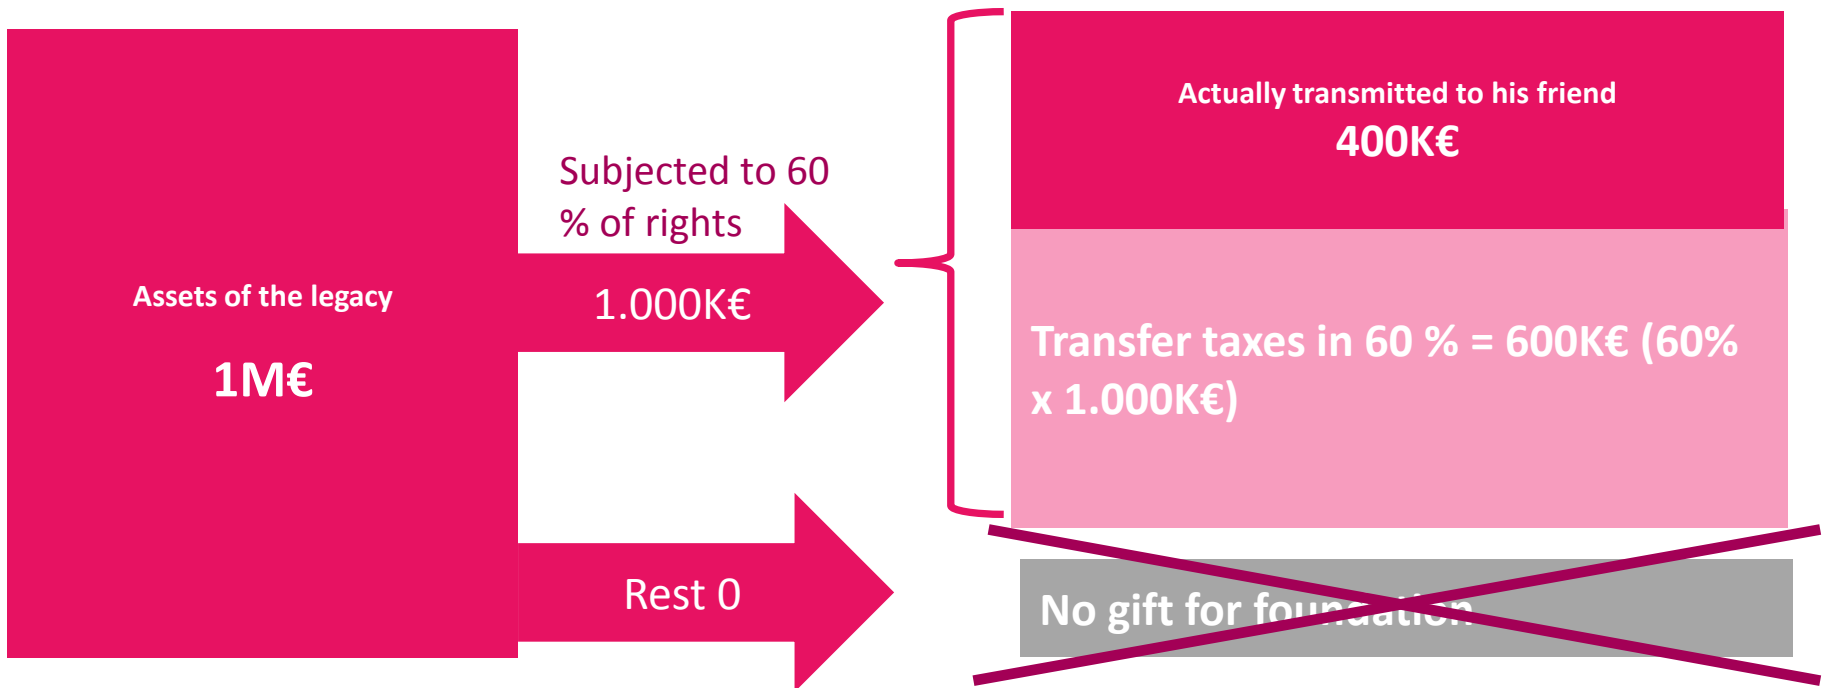 Assets of the legacy
1M€
Subjected to 60
% of rights
1.000K€
Rest 0
Actually transmitted to his friend
400K€
Transfer taxes in 60 % = 600K€ (60%
x 1.000K€)
No gift for foundation